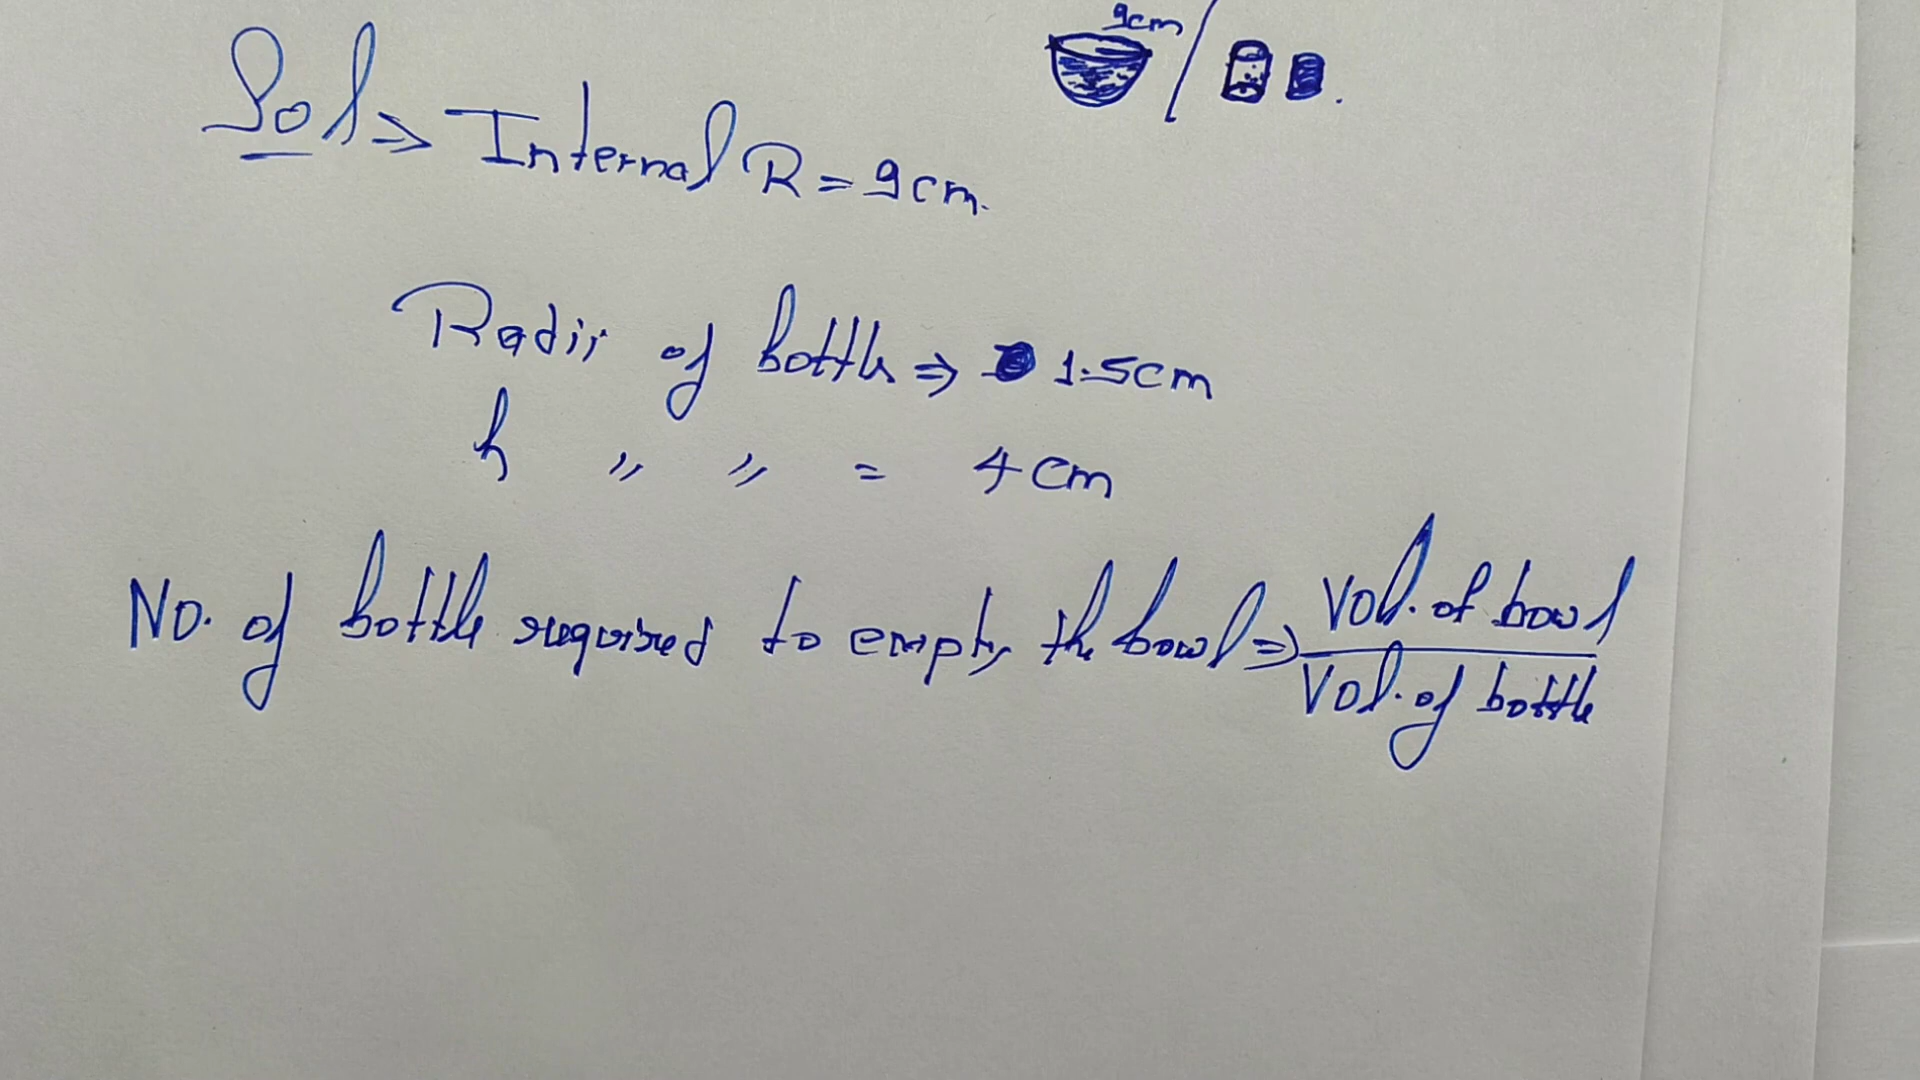 9cm
Sol ⇒ Internal R = 9cm.
Radii of bottle ⇒ 1.5cm
h " " = 4cm
No. of bottle required to empty the bowl ⇒ Vol. of bowl
Vol. of bottle